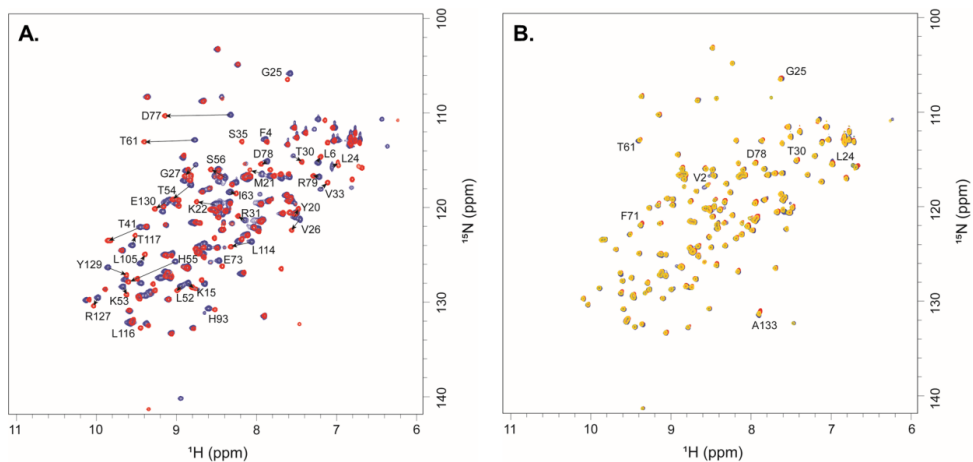 A.
G25
D77
T61
S35
F4
D78
T30
L6
L24
S56
G27
M21
R79
V33
T54
I63
E130
K22
R31
Y20
V26
T41
T117
L105
H55
L114
E73
Y129
K53
L52
K15
R127
H93
L116
100
110
120
130
140
¹⁵N (ppm)
11
10
9
8
7
6
¹H (ppm)
B.
G25
T61
D78
T30
L24
V2
F71
A133
100
110
120
130
140
¹⁵N (ppm)
11
10
9
8
7
6
¹H (ppm)